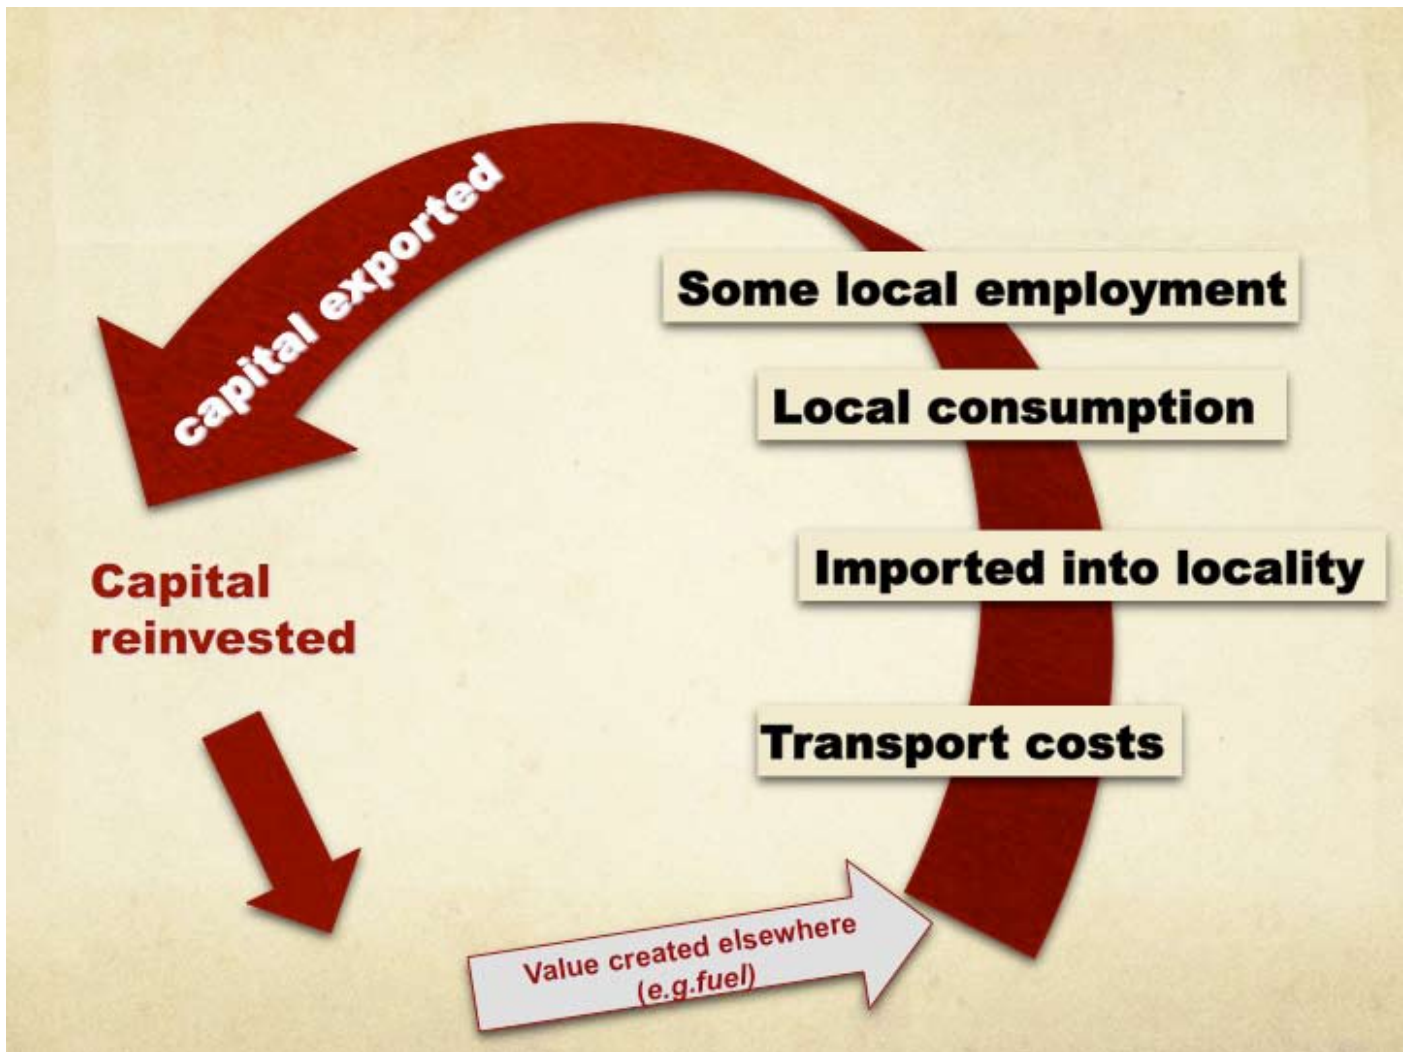 capital exported
Some local employment
Local consumption
Imported into locality
Capital
reinvested
Transport costs
Value created elsewhere
(e.g.fuel)